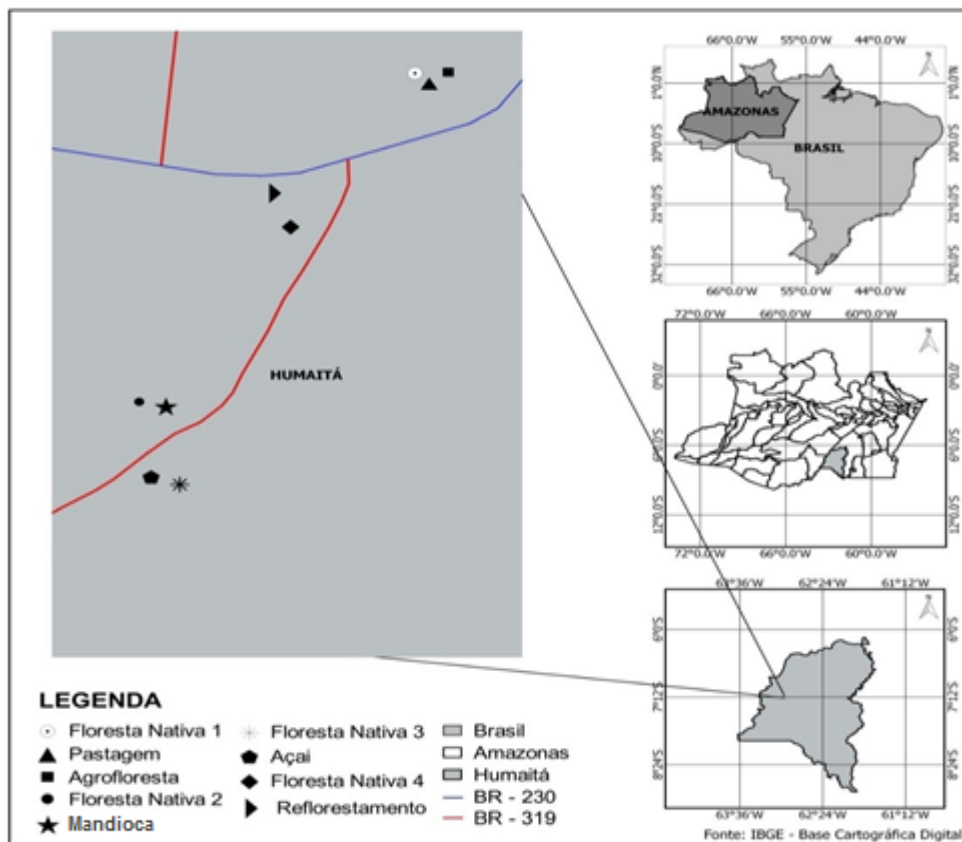 HUMAITÁ
66°0.0'W 55°0.0'W 44°0.0'W
N
1°0.0'N
AMAZONAS
BRASIL
10°0.0'S
21°0.0'S
32°0.0'S
66°0.0'W 55°0.0'W 44°0.0'W
72°0.0'W 66°0.0'W 60°0.0'W
N
0°0.0'
6°0.0'S
12°0.0'S
72°0.0'W 66°0.0'W 60°0.0'W
63°36'W 62°24'W 61°12'W
N
6°0'S
7°12'S
8°24'S
63°36'W 62°24'W 61°12'W
LEGENDA
Floresta Nativa 1
Pastagem
Agrofloresta
Floresta Nativa 2
Mandioca
Floresta Nativa 3
Açai
Floresta Nativa 4
Reflorestamento
Brasil
Amazonas
Humaitá
BR - 230
BR - 319
Fonte: IBGE - Base Cartográfica Digital